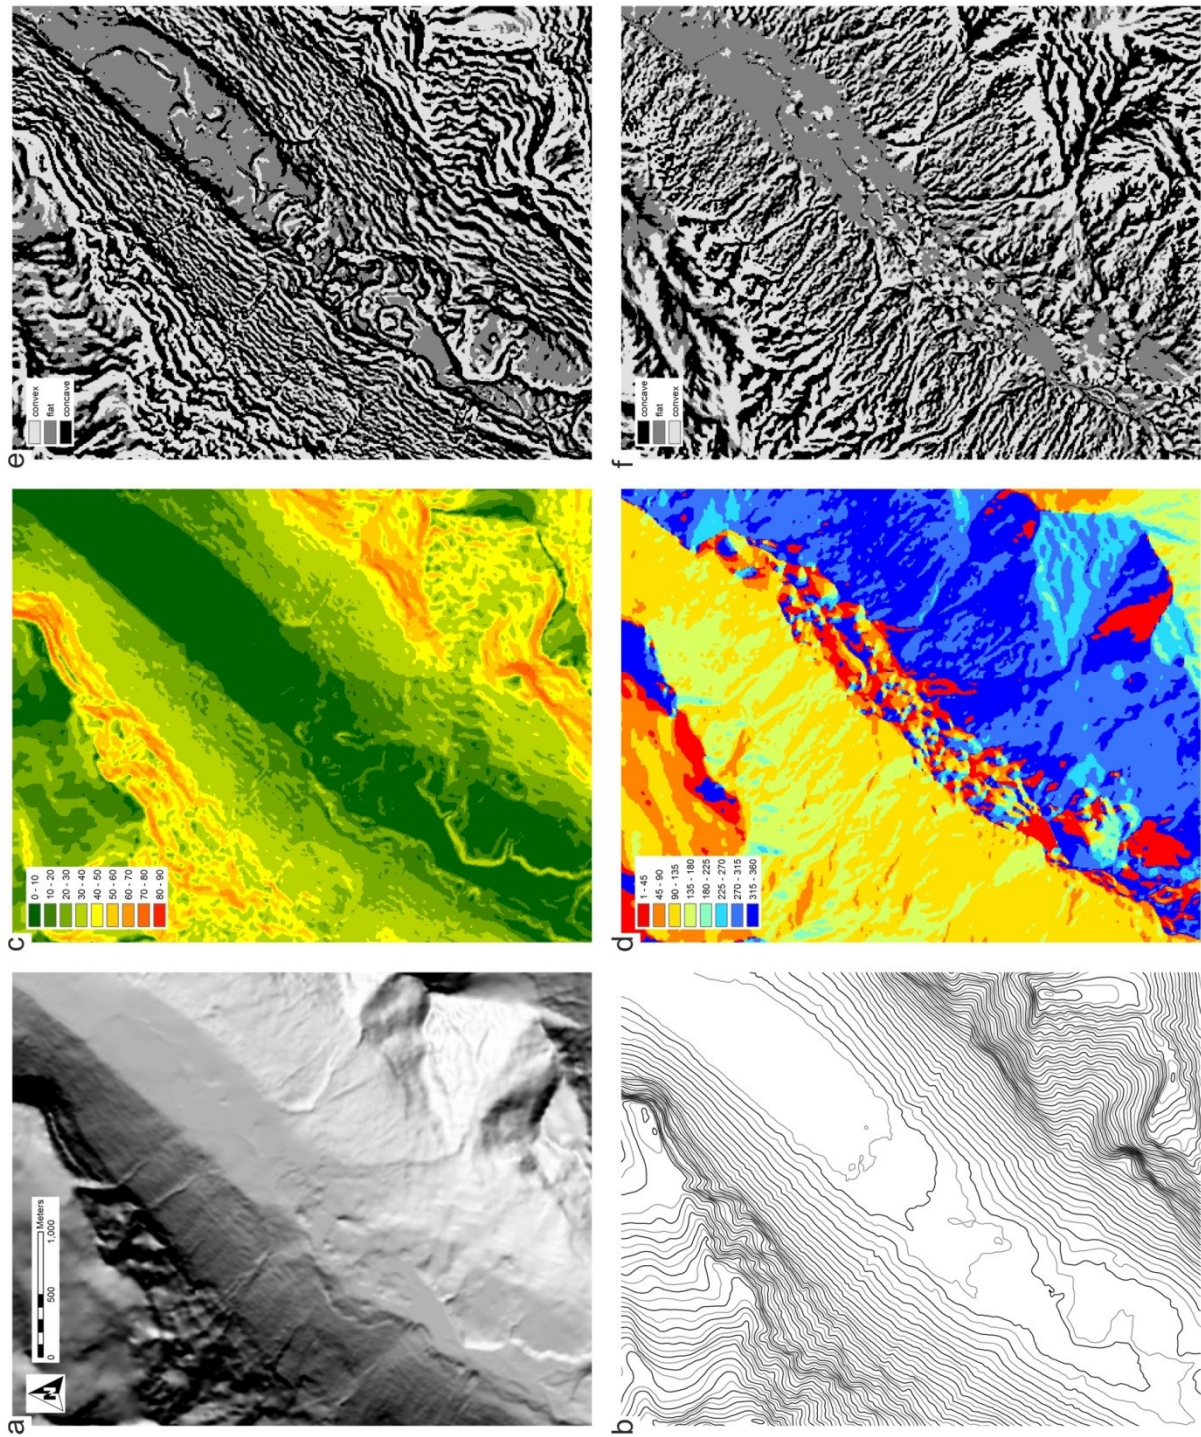 a
N
0 500 1,000 Meters
c
0 - 10
10 - 20
20 - 30
30 - 40
40 - 50
50 - 60
60 - 70
70 - 80
80 - 90
e
convex
flat
concave
b
d
1 - 45
45 - 90
90 - 135
135 - 180
180 - 225
225 - 270
270 - 315
315 - 360
f
concave
flat
convex